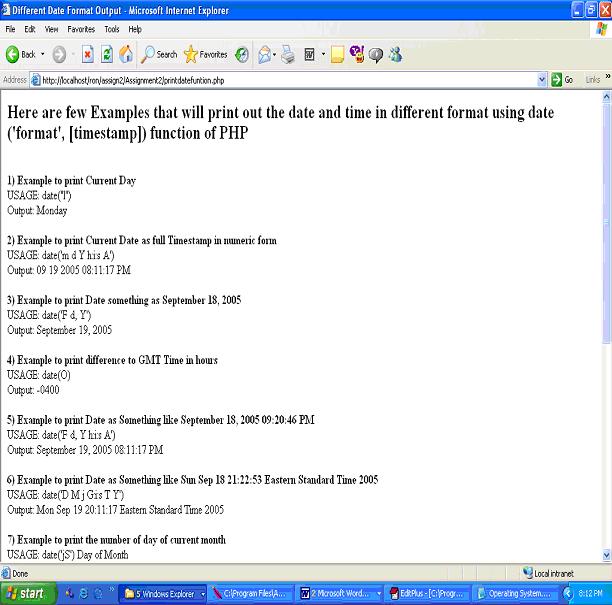 Different Date Format Output - Microsoft Internet Explorer
File Edit View Favorites Tools Help
Back Search Favorites
Address http://localhost/ron/assign2/Assignment2/printdatefuntion.php Go Links »
Here are few Examples that will print out the date and time in different format using date
('format', [timestamp]) function of PHP
1) Example to print Current Day
USAGE: date("l")
Output: Monday
2) Example to print Current Date as full Timestamp in numeric form
USAGE: date('m d Y h:i:s A')
Output: 09 19 2005 08:11:17 PM
3) Example to print Date something as September 18, 2005
USAGE: date('F d, Y')
Output: September 19, 2005
4) Example to print difference to GMT Time in hours
USAGE: date(O)
Output: -0400
5) Example to print Date as Something like September 18, 2005 09:20:46 PM
USAGE: date('F d, Y h:i:s A')
Output: September 19, 2005 08:11:17 PM
6) Example to print Date as Something like Sun Sep 18 21:22:53 Eastern Standard Time 2005
USAGE: date('D M j G:i:s T Y')
Output: Mon Sep 19 20:11:17 Eastern Standard Time 2005
7) Example to print the number of day of current month
USAGE: date('jS') Day of Month
Done Local intranet
start » 5 Windows Explorer C:\Program Files\A... 2 Microsoft Word... EditPlus - [C:\Progr... Operating System.... 8:12 PM